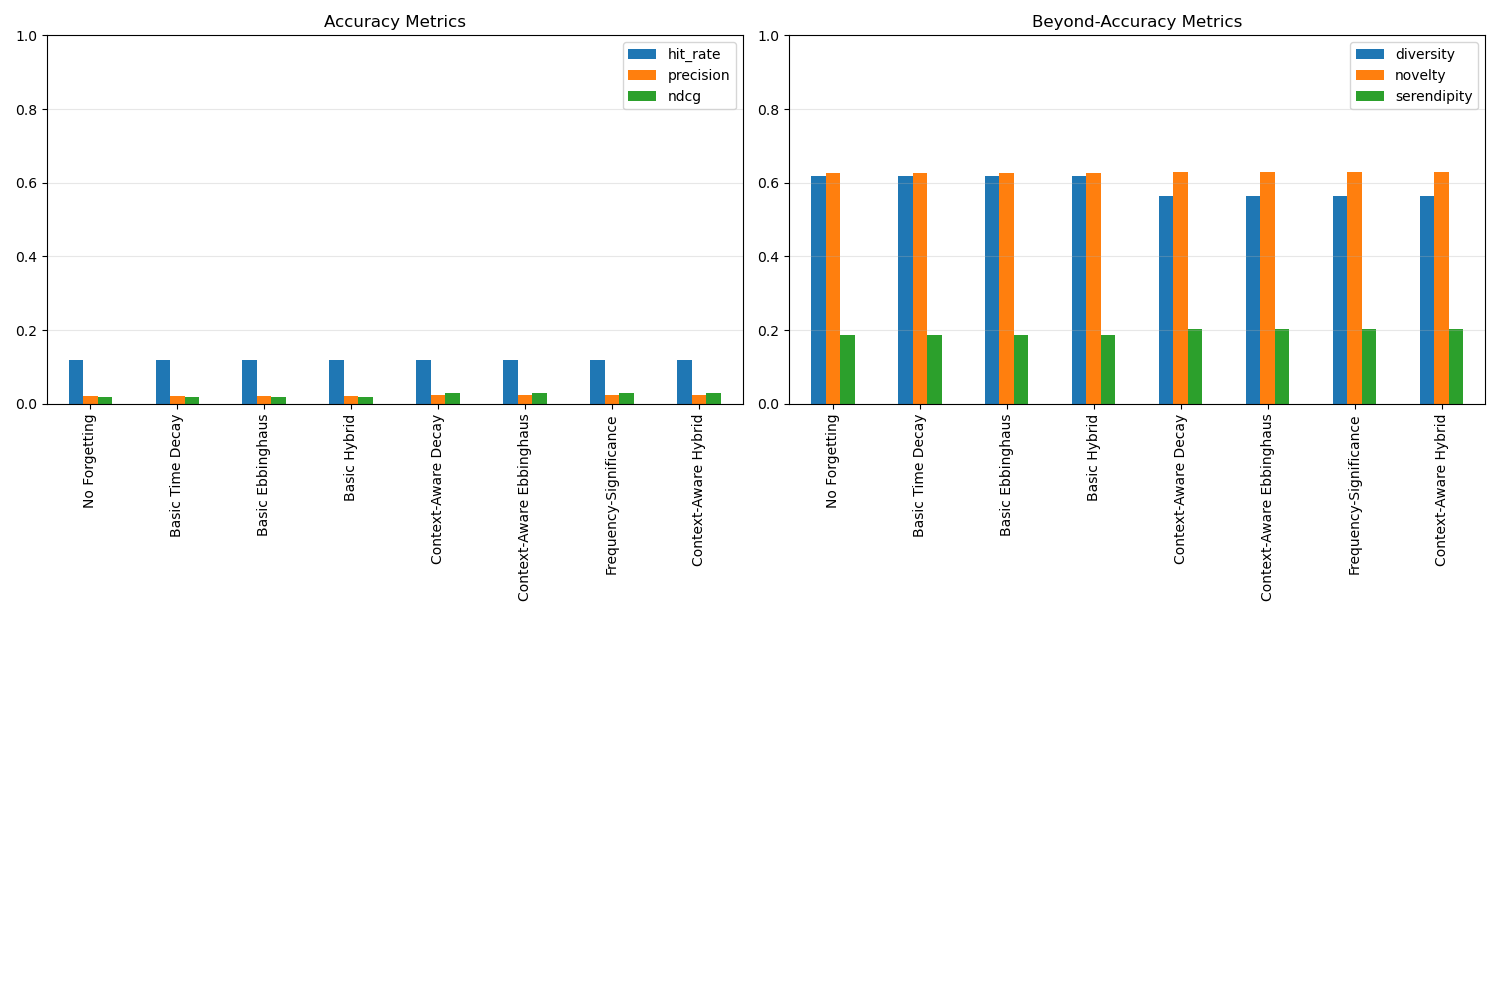 Accuracy Metrics
1.0
0.8
0.6
0.4
0.2
0.0
hit_rate
precision
ndcg
No Forgetting
Basic Time Decay
Basic Ebbinghaus
Basic Hybrid
Context-Aware Decay
Context-Aware Ebbinghaus
Frequency-Significance
Context-Aware Hybrid
Beyond-Accuracy Metrics
1.0
0.8
0.6
0.4
0.2
0.0
diversity
novelty
serendipity
No Forgetting
Basic Time Decay
Basic Ebbinghaus
Basic Hybrid
Context-Aware Decay
Context-Aware Ebbinghaus
Frequency-Significance
Context-Aware Hybrid